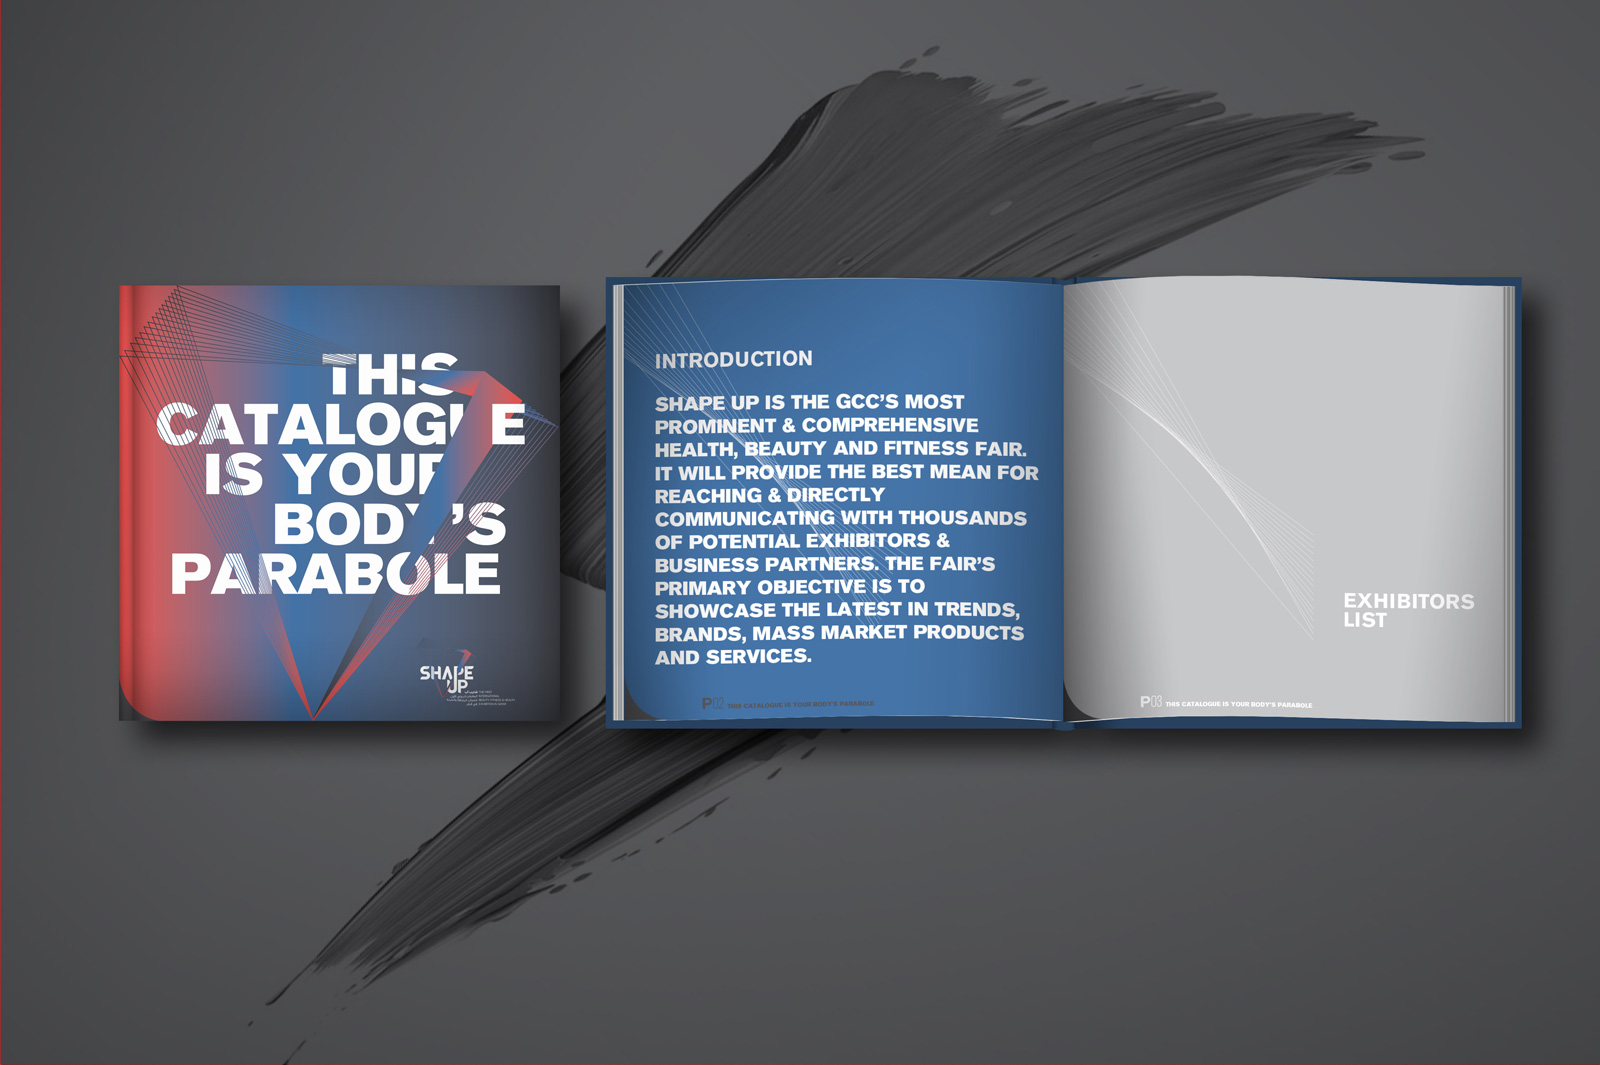 THIS
CATALOGUE
IS YOUR
BODY'S
PARABOLE
SHAPE
UP
INTRODUCTION
SHAPE UP IS THE GCC'S MOST
PROMINENT & COMPREHENSIVE
HEALTH, BEAUTY AND FITNESS FAIR.
IT WILL PROVIDE THE BEST MEAN FOR
REACHING & DIRECTLY
COMMUNICATING WITH THOUSANDS
OF POTENTIAL EXHIBITORS &
BUSINESS PARTNERS. THE FAIR'S
PRIMARY OBJECTIVE IS TO
SHOWCASE THE LATEST IN TRENDS,
BRANDS, MASS MARKET PRODUCTS
AND SERVICES.
P02 THIS CATALOGUE IS YOUR BODY'S PARABOLE
EXHIBITORS
LIST
P03 THIS CATALOGUE IS YOUR BODY'S PARABOLE